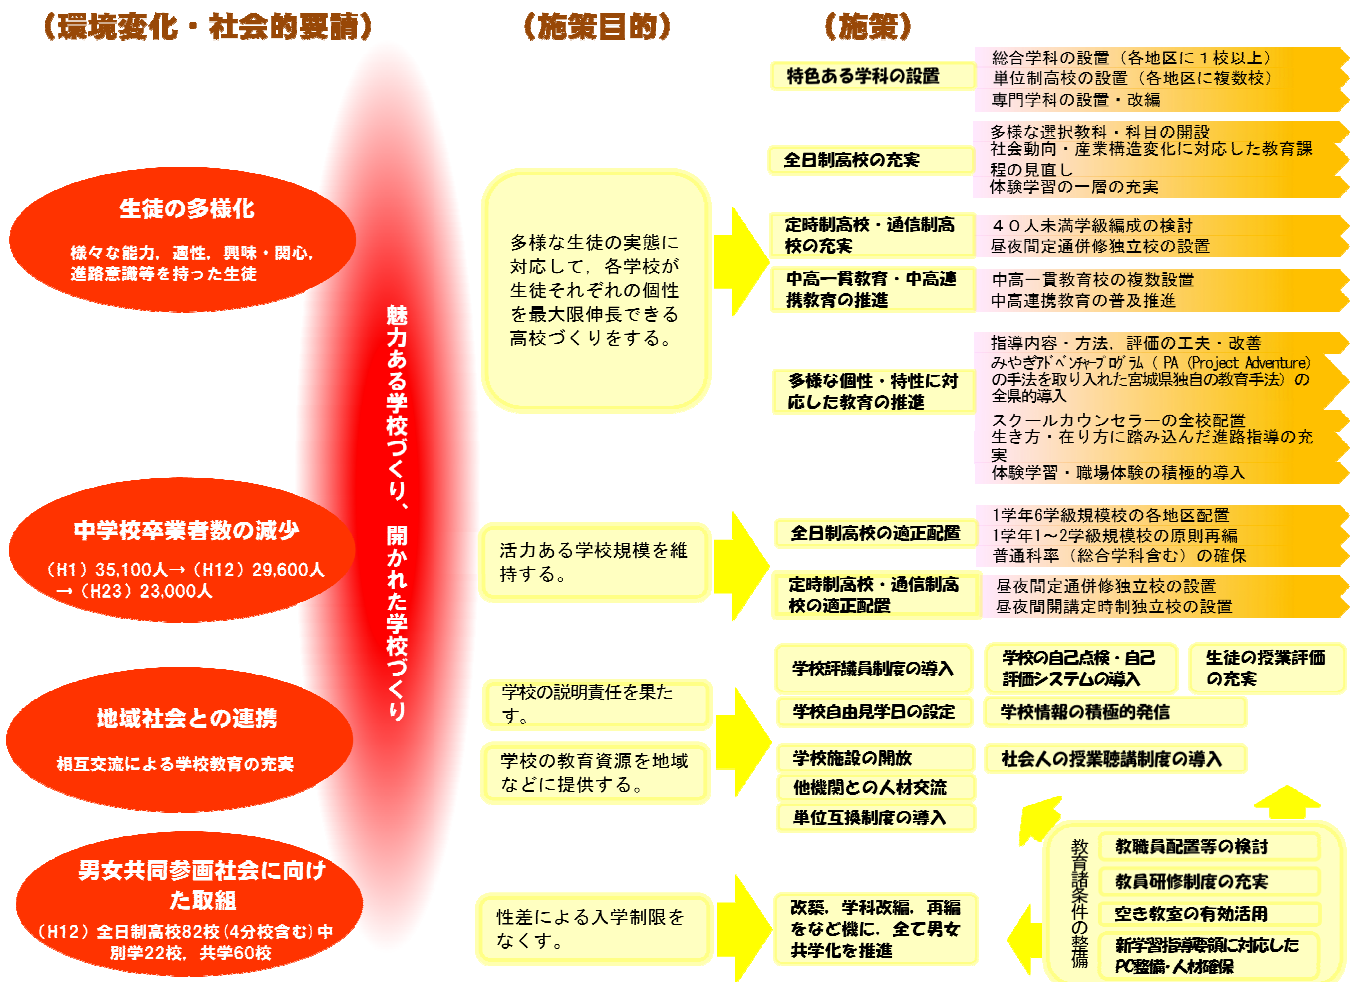 （環境変化・社会的要請）
（施策目的）
（施策）
生徒の多様化
様々な能力，適性，興味・関心，
進路意識等を持った生徒
中学校卒業者数の減少
（H1）35,100人→（H12）29,600人
→（H23）23,000人
地域社会との連携
相互交流による学校教育の充実
男女共同参画社会に向け
た取組
（H12）全日制高校82校(4分校含む)中
別学22校，共学60校
魅力ある学校づくり、開かれた学校づくり
多様な生徒の実態に
対応して，各学校が
生徒それぞれの個性
を最大限伸長できる
高校づくりをする。
活力ある学校規模を維
持する。
学校の説明責任を果た
す。
学校の教育資源を地域
などに提供する。
性差による入学制限を
なくす。
特色ある学科の設置
総合学科の設置（各地区に１校以上）
単位制高校の設置（各地区に複数校）
専門学科の設置・改編
全日制高校の充実
多様な選択教科・科目の開設
社会動向・産業構造変化に対応した教育課
程の見直し
体験学習の一層の充実
定時制高校・通信制高
校の充実
４０人未満学級編成の検討
昼夜間定通併修独立校の設置
中高一貫教育・中高連
携教育の推進
中高一貫教育校の複数設置
中高連携教育の普及推進
多様な個性・特性に対
応した教育の推進
指導内容・方法，評価の工夫・改善
みやぎｱﾄﾞﾍﾞﾝﾁｬｰﾌﾟﾛｸﾞﾗﾑ（ PA (Project Adventure)
の手法を取り入れた宮城県独自の教育手法）の
全県的導入
スクールカウンセラーの全校配置
生き方・在り方に踏み込んだ進路指導の充
実
体験学習・職場体験の積極的導入
全日制高校の適正配置
1学年6学級規模校の各地区配置
1学年1～2学級規模校の原則再編
普通科率（総合学科含む）の確保
定時制高校・通信制高
校の適正配置
昼夜間定通併修独立校の設置
昼夜間開講定時制独立校の設置
学校評議員制度の導入
学校の自己点検・自己
評価システムの導入
生徒の授業評価
の充実
学校自由見学日の設定
学校情報の積極的発信
学校施設の開放
社会人の授業聴講制度の導入
他機関との人材交流
単位互換制度の導入
改築，学科改編，再編
をなど機に，全て男女
共学化を推進
教育諸条件の整備
教職員配置等の検討
教員研修制度の充実
空き教室の有効活用
新学習指導要領に対応した
PC整備・人材確保